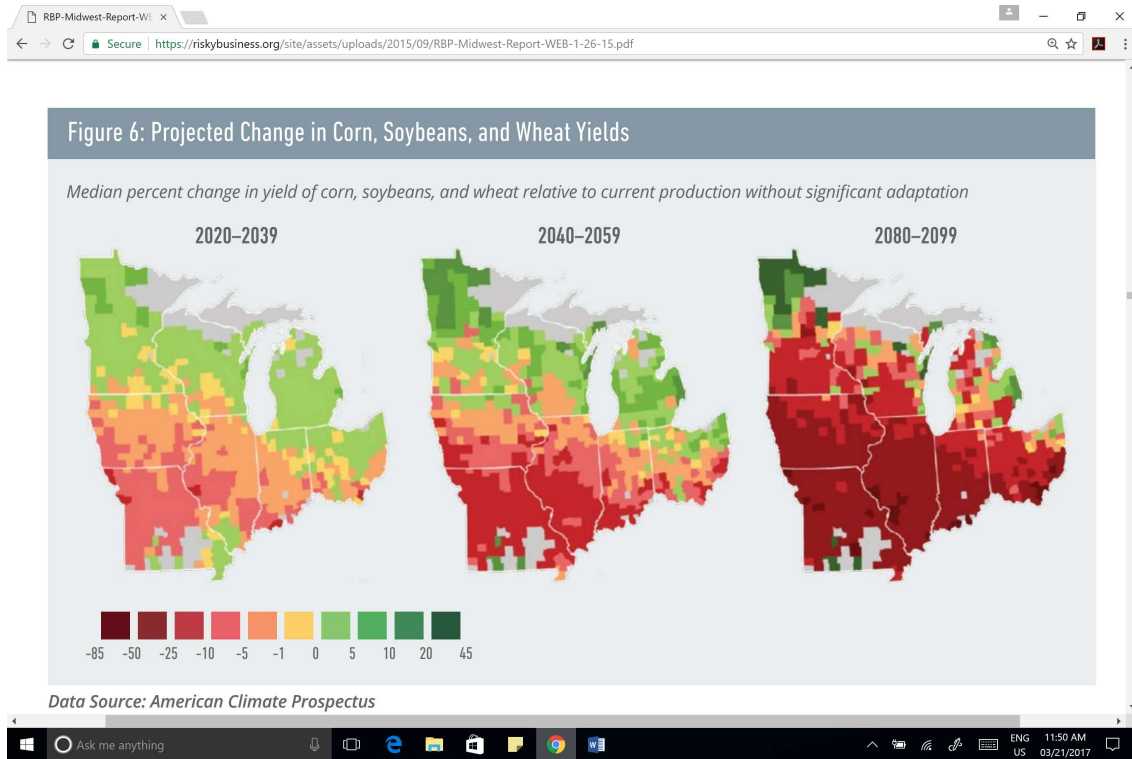 RBP-Midwest-Report-WE
Secure https://riskybusiness.org/site/assets/uploads/2015/09/RBP-Midwest-Report-WEB-1-26-15.pdf
Figure 6: Projected Change in Corn, Soybeans, and Wheat Yields
Median percent change in yield of corn, soybeans, and wheat relative to current production without significant adaptation
2020–2039 2040–2059 2080–2099
-85 -50 -25 -10 -5 -1 0 5 10 20 45
Data Source: American Climate Prospectus
Ask me anything
ENG 11:50 AM
US 03/21/2017